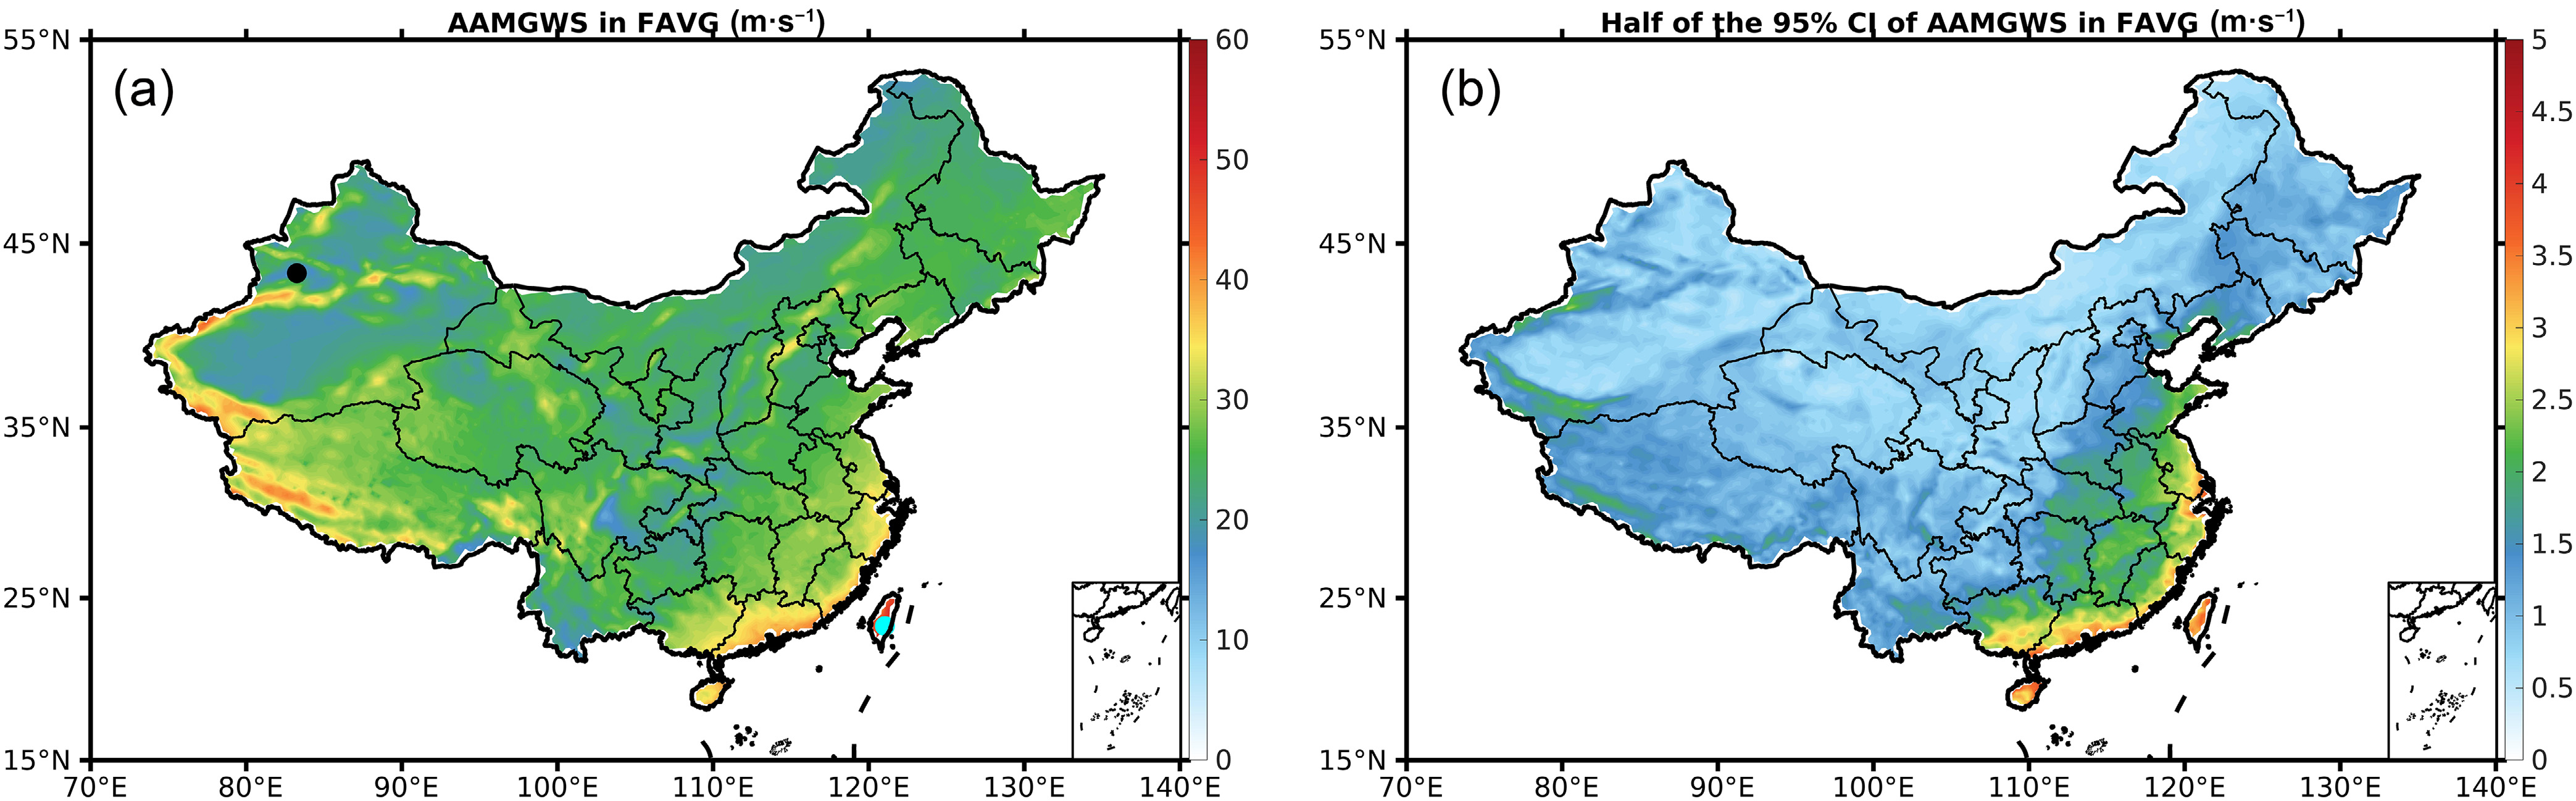 AAMGWS in FAVG (m·s⁻¹)
(a)
55°N
45°N
35°N
25°N
15°N
70°E 80°E 90°E 100°E 110°E 120°E 130°E 140°E
60
50
40
30
20
10
0
Half of the 95% CI of AAMGWS in FAVG (m·s⁻¹)
(b)
55°N
45°N
35°N
25°N
15°N
70°E 80°E 90°E 100°E 110°E 120°E 130°E 140°E
5
4.5
4
3.5
3
2.5
2
1.5
1
0.5
0